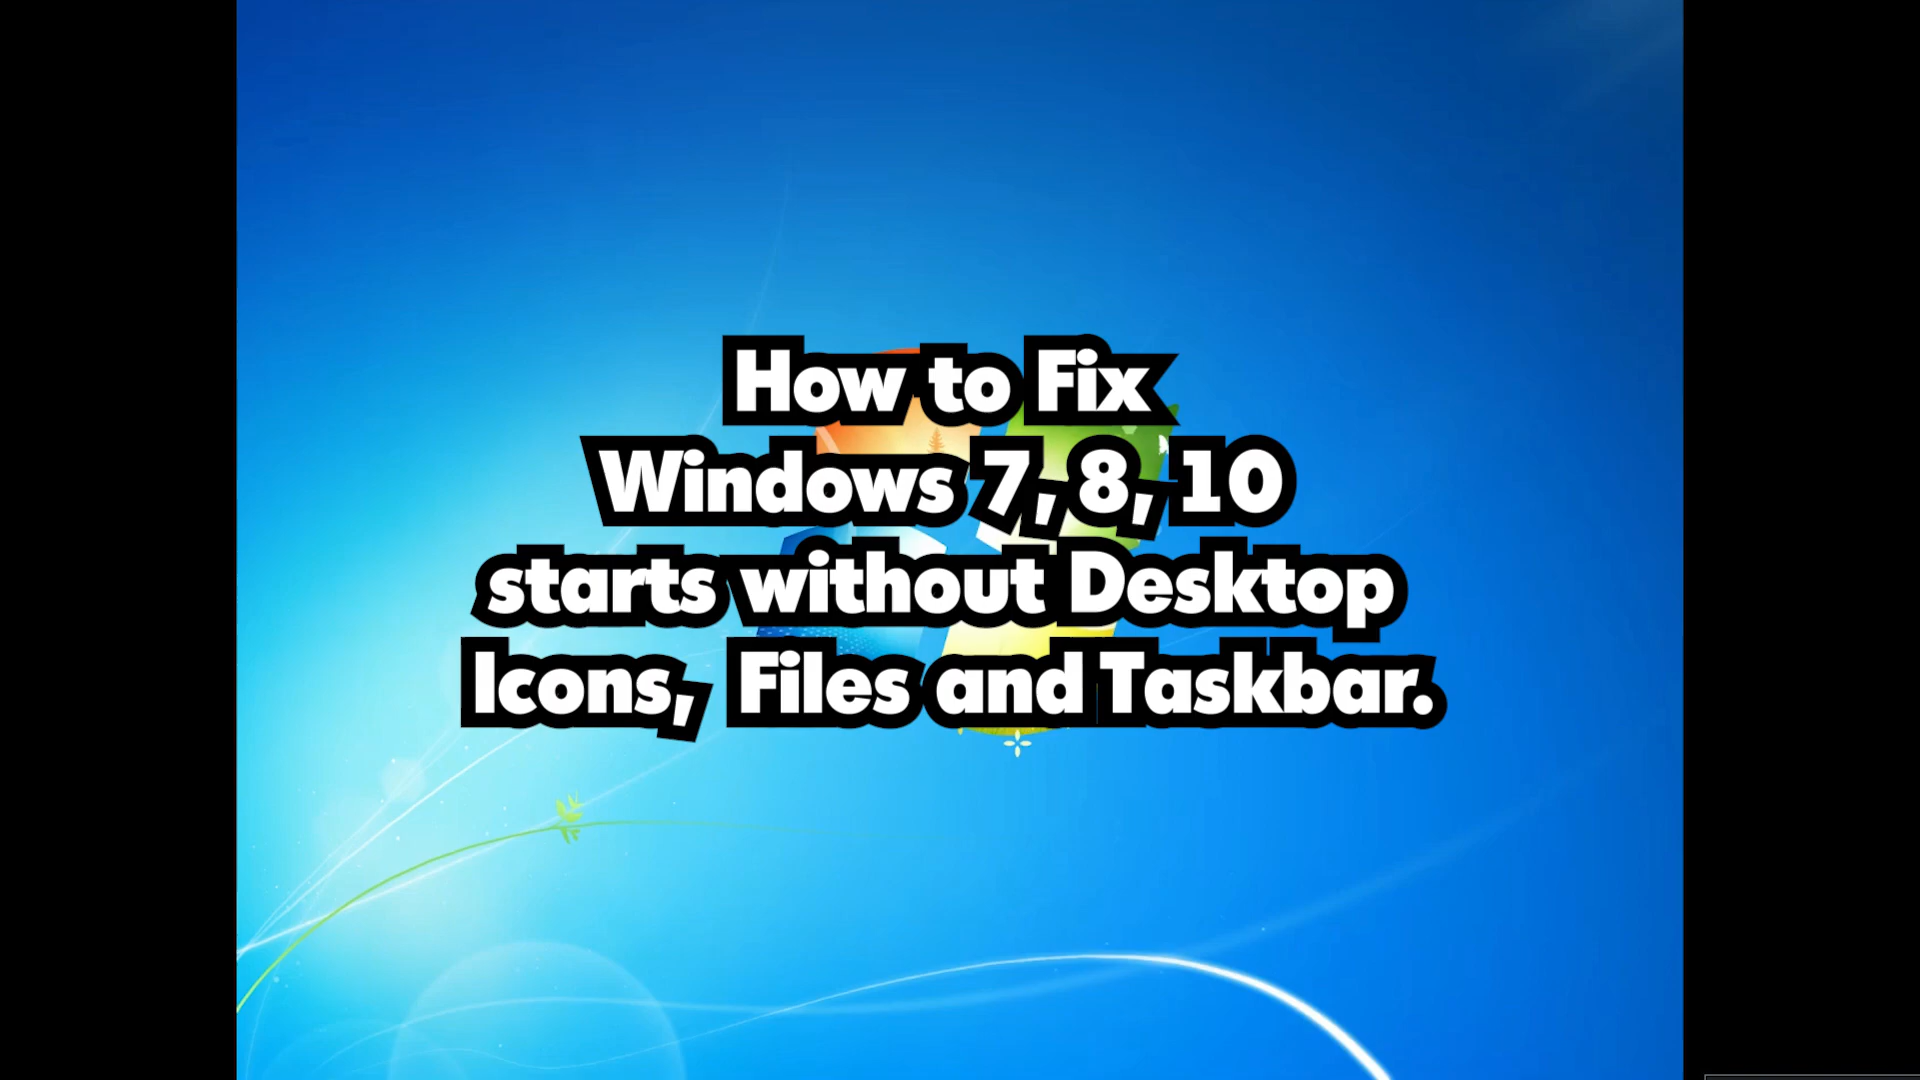 How to Fix
Windows 7, 8, 10
starts without Desktop
Icons,  Files and Taskbar.